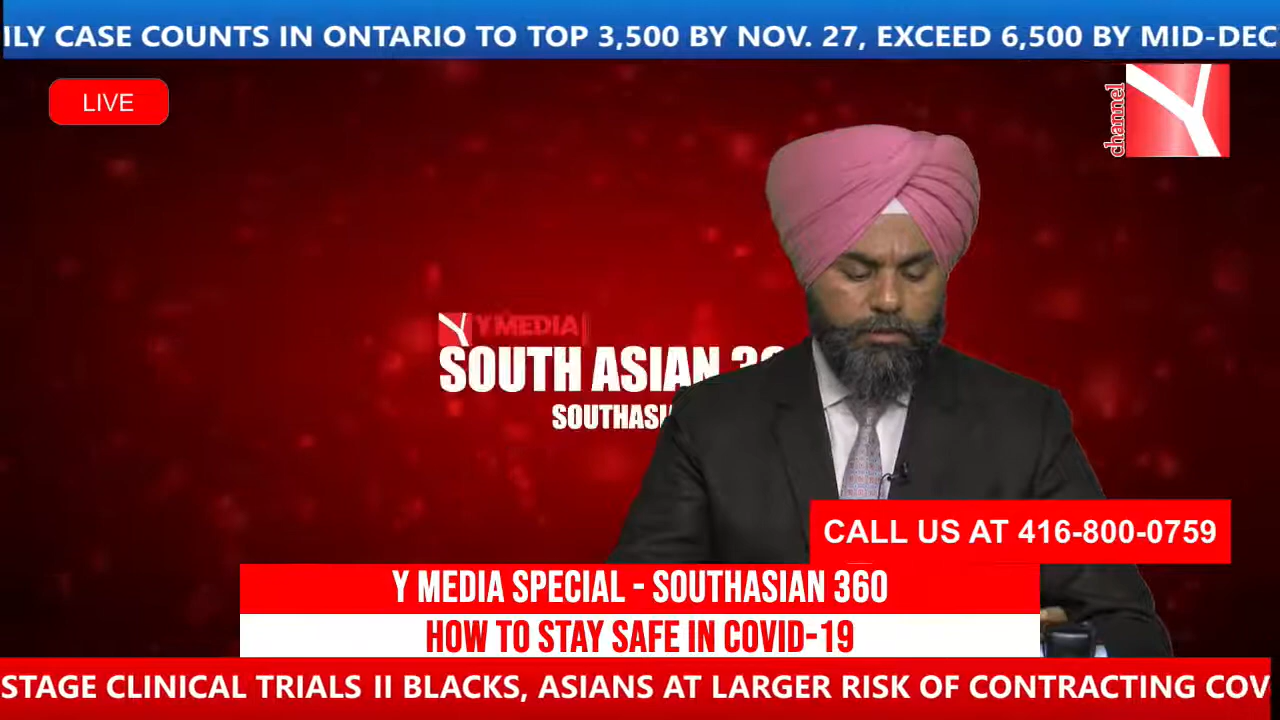 ILY CASE COUNTS IN ONTARIO TO TOP 3,500 BY NOV. 27, EXCEED 6,500 BY MID-DEC
LIVE
channel
Y
Y MEDIA
SOUTH ASIAN 3
SOUTHASI
CALL US AT 416-800-0759
Y MEDIA SPECIAL - SOUTHASIAN 360
HOW TO STAY SAFE IN COVID-19
STAGE CLINICAL TRIALS II BLACKS, ASIANS AT LARGER RISK OF CONTRACTING COV